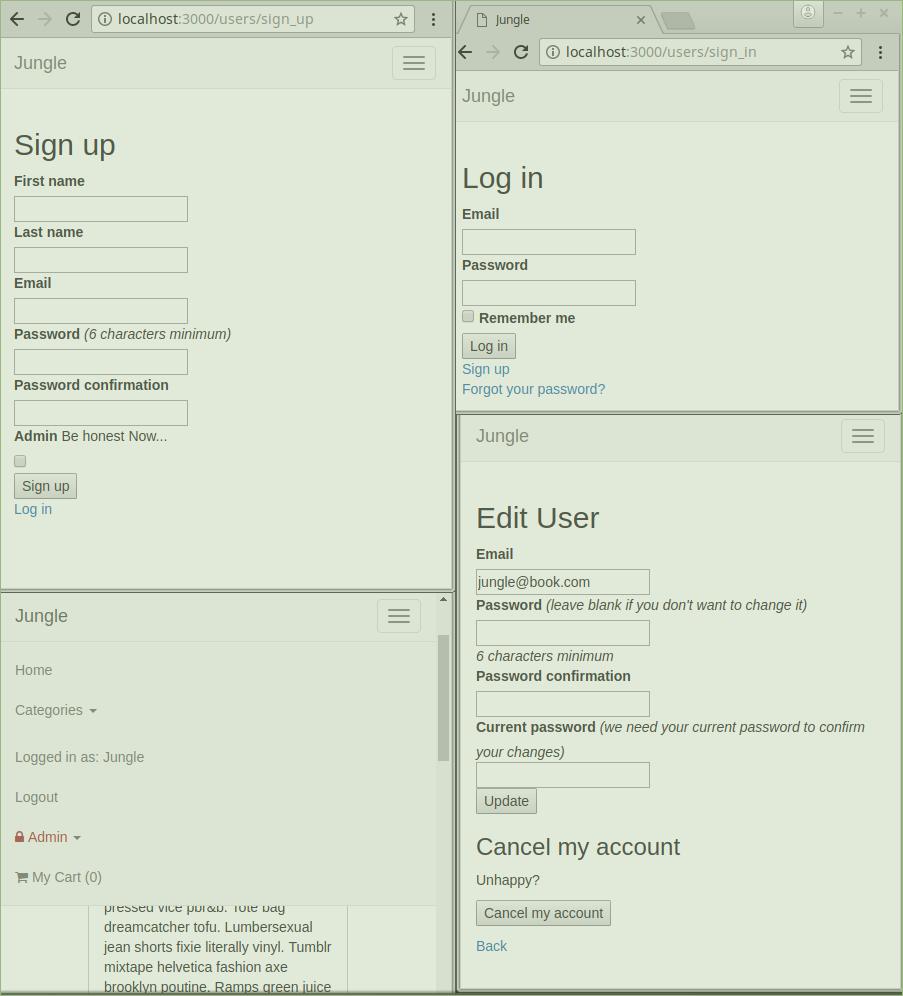 localhost:3000/users/sign_up
Jungle
Sign up
First name
Last name
Email
Password (6 characters minimum)
Password confirmation
Admin Be honest Now...
Sign up
Log in
Jungle
localhost:3000/users/sign_in
Jungle
Log in
Email
Password
Remember me
Log in
Sign up
Forgot your password?
Jungle
Home
Categories
Logged in as: Jungle
Logout
Admin
My Cart (0)
pressed vice pbr&b. Tote bag
dreamcatcher tofu. Lumbersexual
jean shorts fixie literally vinyl. Tumblr
mixtape helvetica fashion axe
brooklyn poutine. Ramps green juice
Jungle
Edit User
Email
jungle@book.com
Password (leave blank if you don't want to change it)
6 characters minimum
Password confirmation
Current password (we need your current password to confirm
your changes)
Update
Cancel my account
Unhappy?
Cancel my account
Back